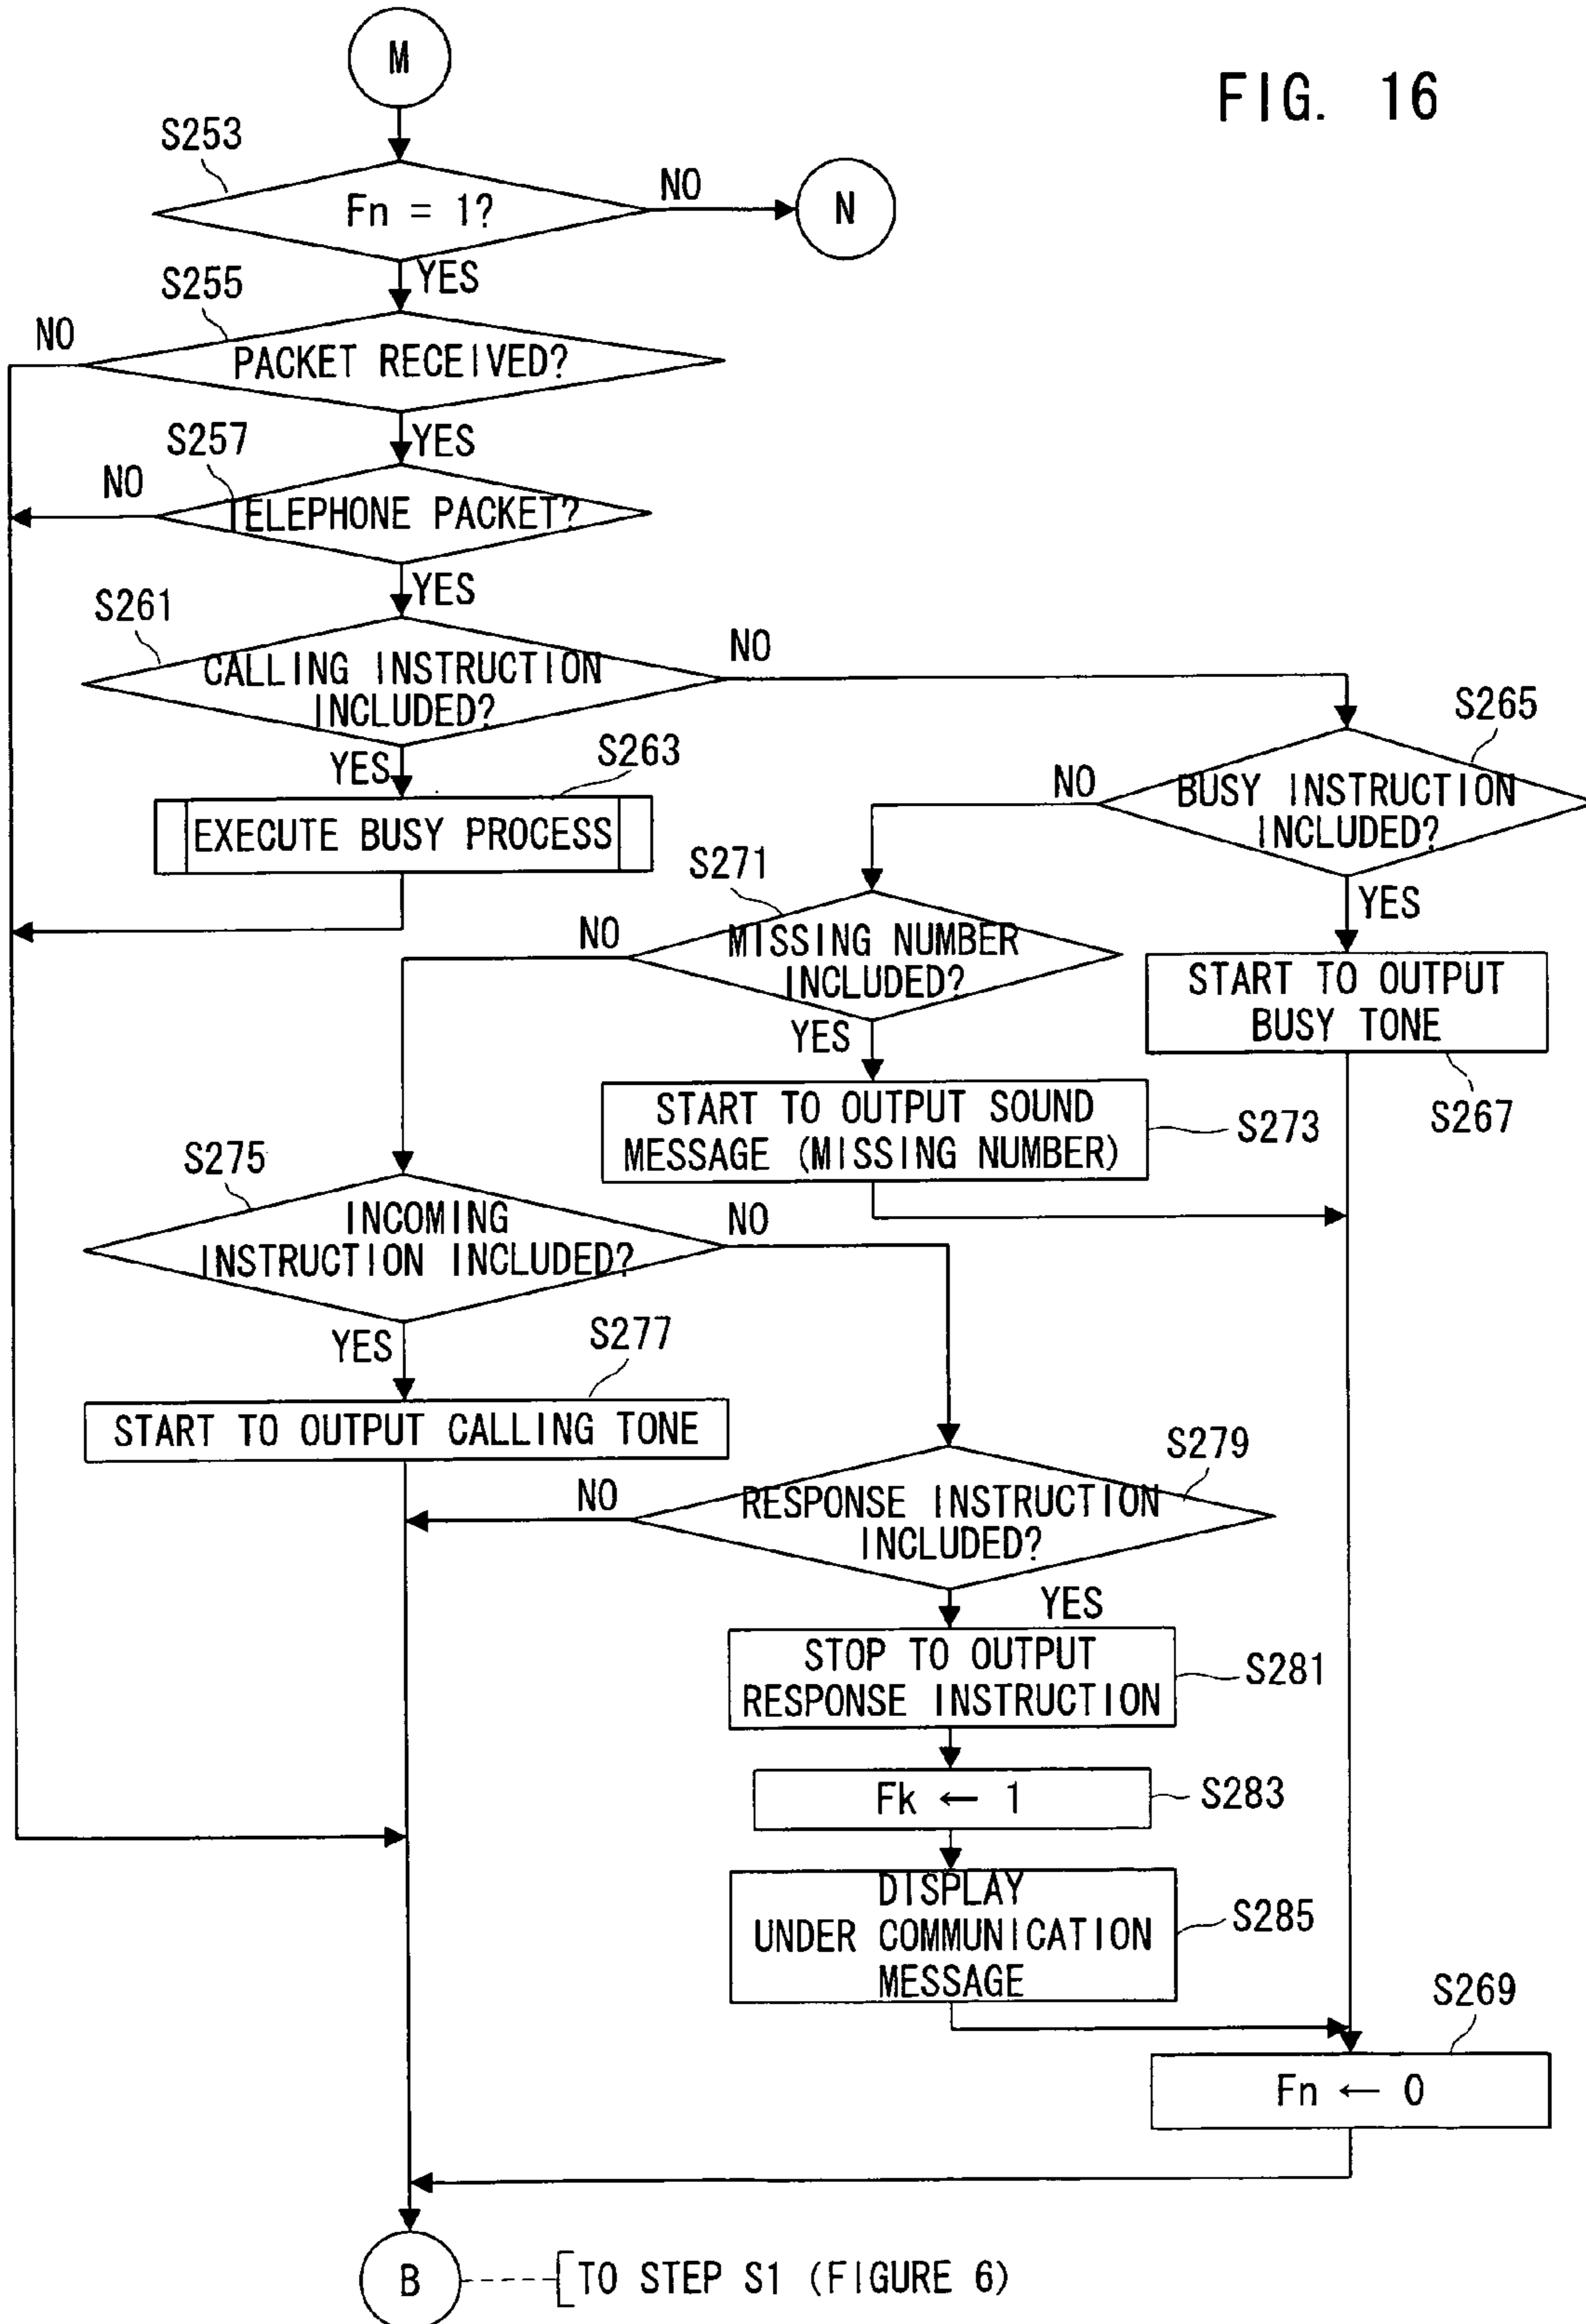 FIG. 16
M
S253
Fn = 1?
NO
N
YES
S255
NO
PACKET RECEIVED?
YES
S257
NO
TELEPHONE PACKET?
YES
S261
CALLING INSTRUCTION
INCLUDED?
NO
YES
S263
EXECUTE BUSY PROCESS
S265
BUSY INSTRUCTION
INCLUDED?
NO
YES
S271
MISSING NUMBER
INCLUDED?
NO
YES
START TO OUTPUT
BUSY TONE
S267
START TO OUTPUT SOUND
MESSAGE (MISSING NUMBER)
S273
S275
INCOMING
INSTRUCTION INCLUDED?
NO
YES
S277
START TO OUTPUT CALLING TONE
S279
RESPONSE INSTRUCTION
INCLUDED?
NO
YES
STOP TO OUTPUT
RESPONSE INSTRUCTION
S281
Fk ← 1
S283
DISPLAY
UNDER COMMUNICATION
MESSAGE
S285
S269
Fn ← 0
B
TO STEP S1 (FIGURE 6)